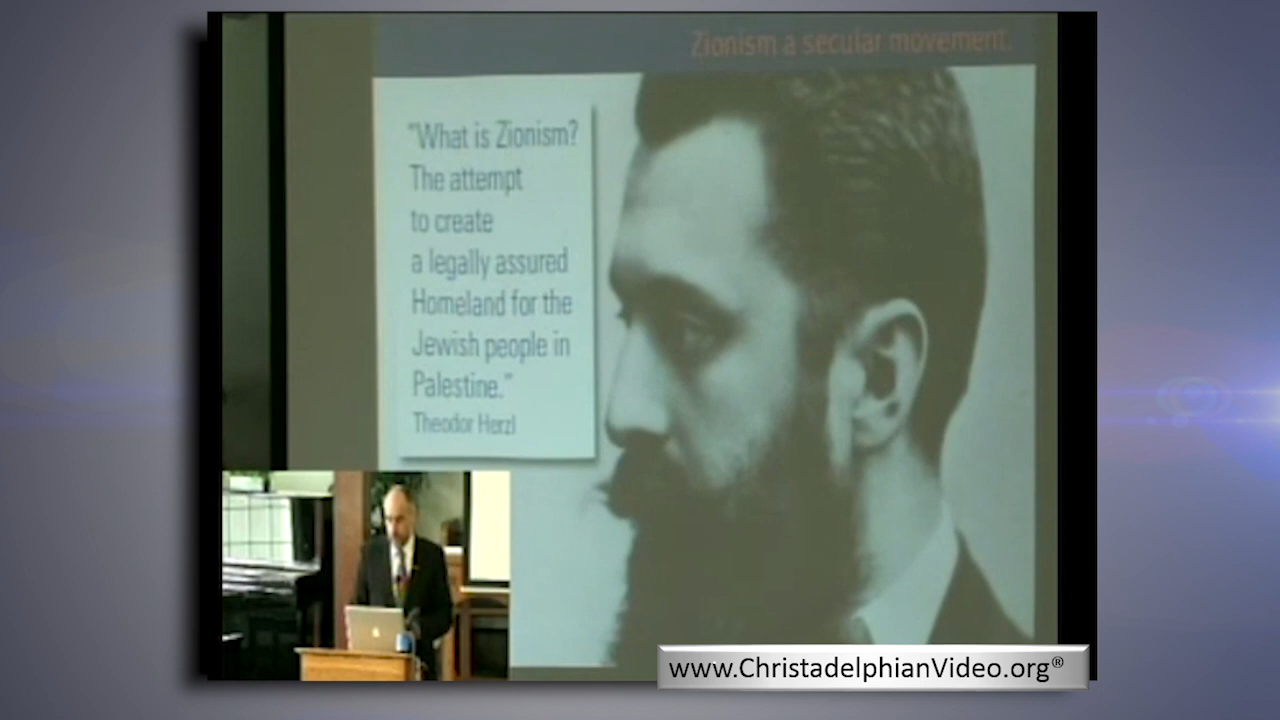 Zionism a secular movement.
"What is Zionism?
The attempt
to create
a legally assured
Homeland for the
Jewish people in
Palestine."
Theodor Herzl
www.ChristadelphianVideo.org®